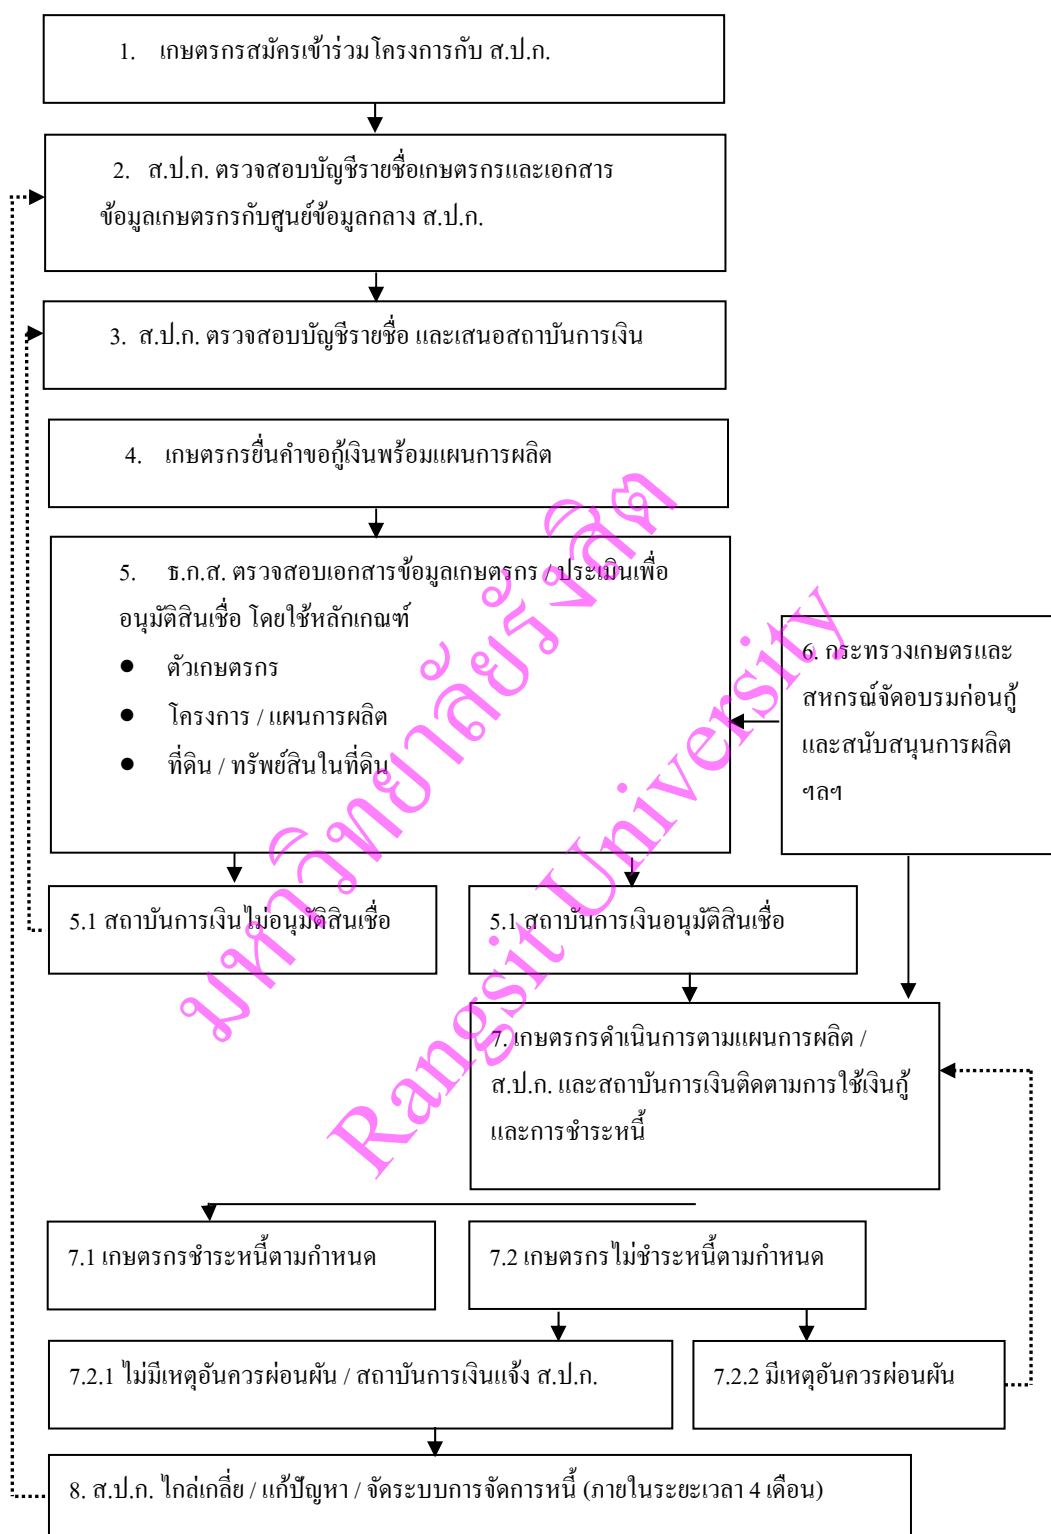 1. เกษตรกรสมัครเข้าร่วมโครงการกับ ส.ป.ก.
2. ส.ป.ก. ตรวจสอบบัญชีรายชื่อเกษตรกรและเอกสาร
ข้อมูลเกษตรกรกับศูนย์ข้อมูลกลาง ส.ป.ก.
3. ส.ป.ก. ตรวจสอบบัญชีรายชื่อ และเสนอสถาบันการเงิน
4. เกษตรกรยื่นคำขอกู้เงินพร้อมแผนการผลิต
5. ธ.ก.ส. ตรวจสอบเอกสารข้อมูลเกษตรกร / ประเมินเพื่อ
อนุมัติสินเชื่อ โดยใช้หลักเกณฑ์
● ตัวเกษตรกร
● โครงการ / แผนการผลิต
● ที่ดิน / ทรัพย์สินในที่ดิน
6. กระทรวงเกษตรและ
สหกรณ์จัดอบรมก่อนกู้
และสนับสนุนการผลิต
ฯลฯ
5.1 สถาบันการเงินไม่อนุมัติสินเชื่อ
5.1 สถาบันการเงินอนุมัติสินเชื่อ
7. เกษตรกรดำเนินการตามแผนการผลิต /
ส.ป.ก. และสถาบันการเงินติดตามการใช้เงินกู้
และการชำระหนี้
7.1 เกษตรกรชำระหนี้ตามกำหนด
7.2 เกษตรกรไม่ชำระหนี้ตามกำหนด
7.2.1 ไม่มีเหตุอันควรผ่อนผัน / สถาบันการเงินแจ้ง ส.ป.ก.
7.2.2 มีเหตุอันควรผ่อนผัน
8. ส.ป.ก. ไกล่เกลี่ย / แก้ปัญหา / จัดระบบการจัดการหนี้ (ภายในระยะเวลา 4 เดือน)
มหาวิทยาลัยรังสิต
Rangsit University